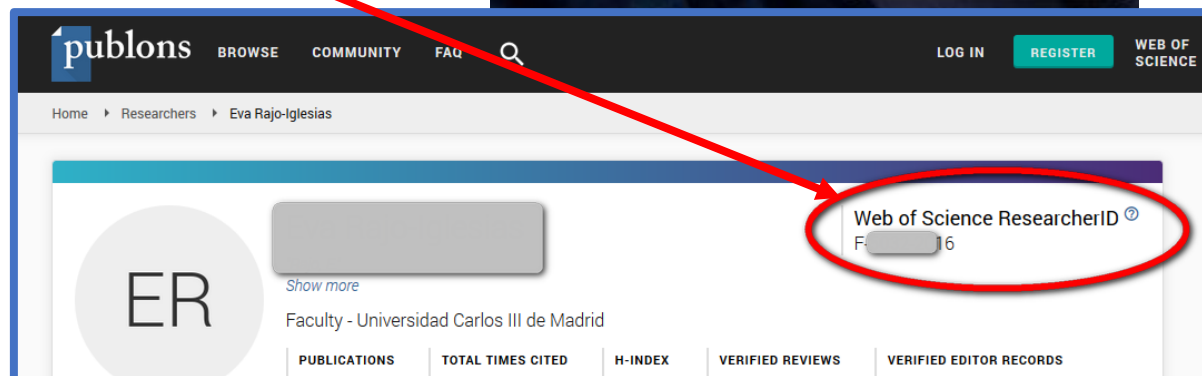 publons BROWSE COMMUNITY FAQ LOG IN REGISTER WEB OF SCIENCE
Home Researchers Eva Rajo-Iglesias
Web of Science ResearcherID ?
F- 16
ER
Show more
Faculty - Universidad Carlos III de Madrid
PUBLICATIONS TOTAL TIMES CITED H-INDEX VERIFIED REVIEWS VERIFIED EDITOR RECORDS